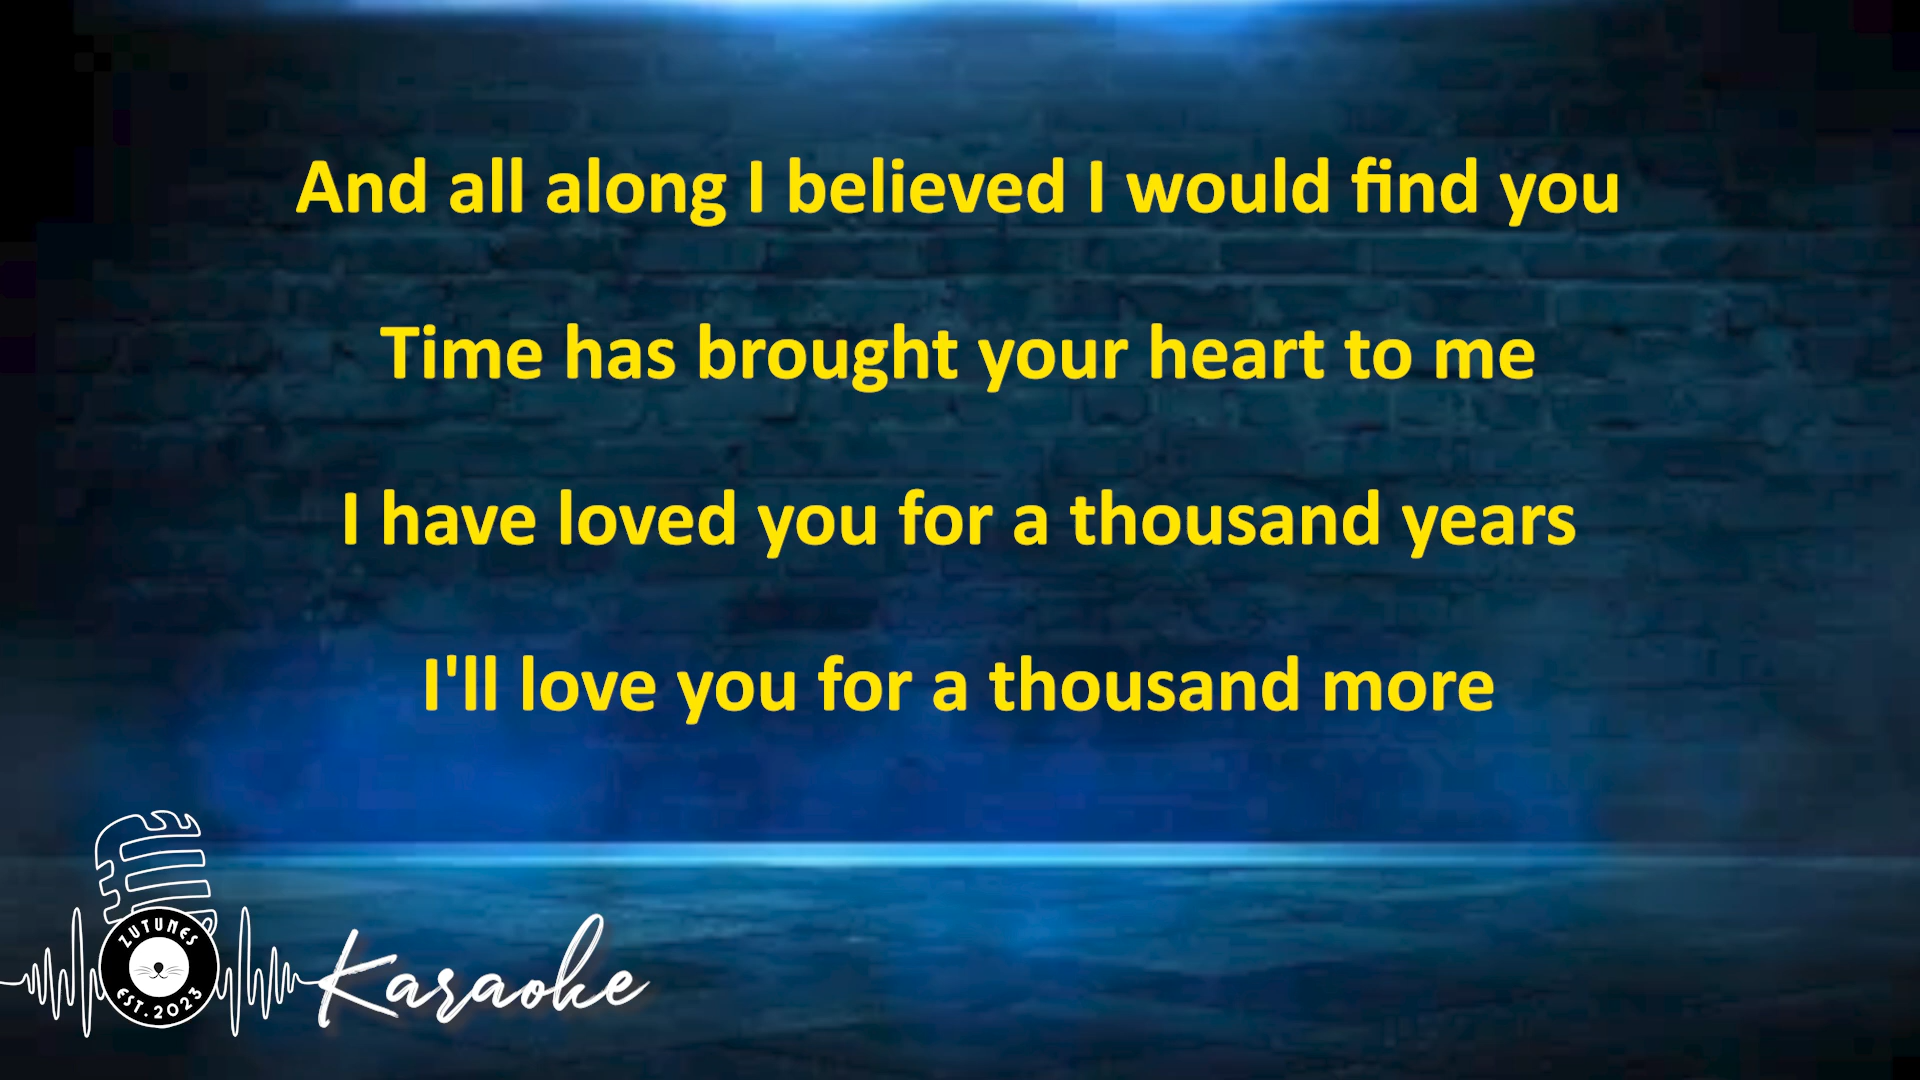 And all along I believed I would find you
Time has brought your heart to me
I have loved you for a thousand years
I'll love you for a thousand more
ZUTUNES
EST. 2023
Karaoke